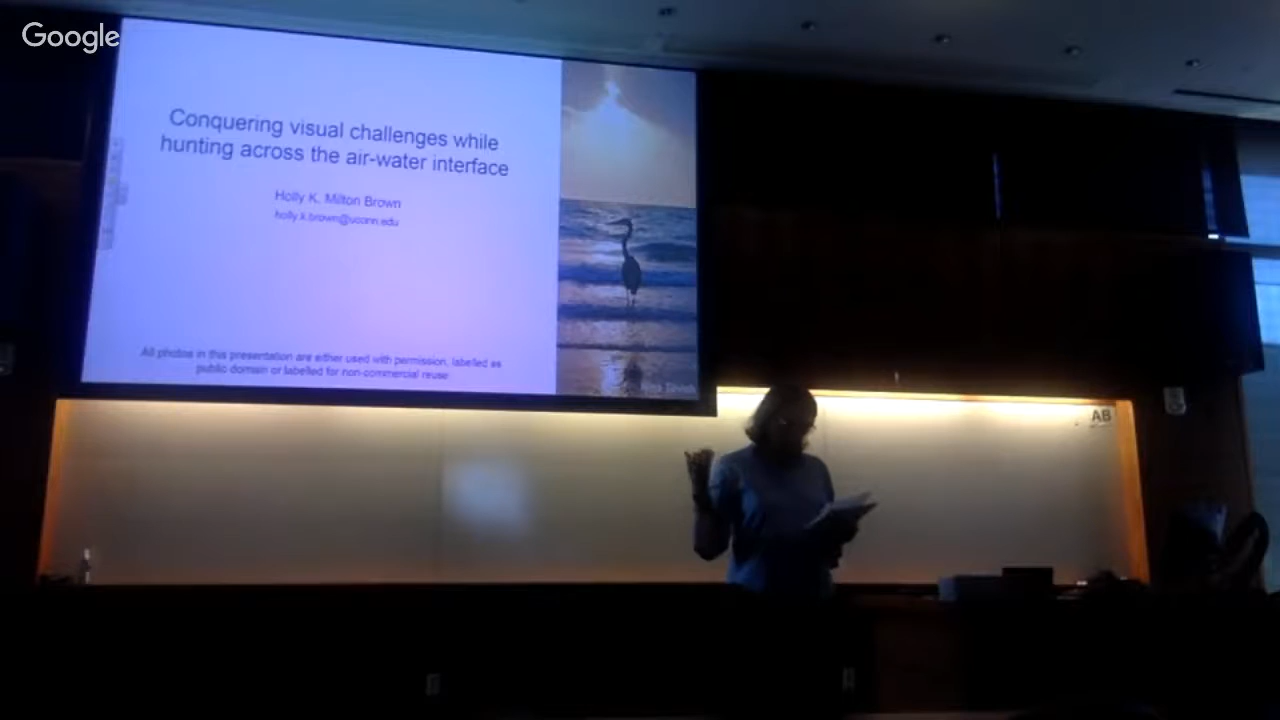 Google
Conquering visual challenges while
hunting across the air-water interface
Holly K. Milton Brown
holly.k.brown@uconn.edu
All photos in this presentation are either used with permission, labelled as
public domain or labelled for non-commercial reuse
AB